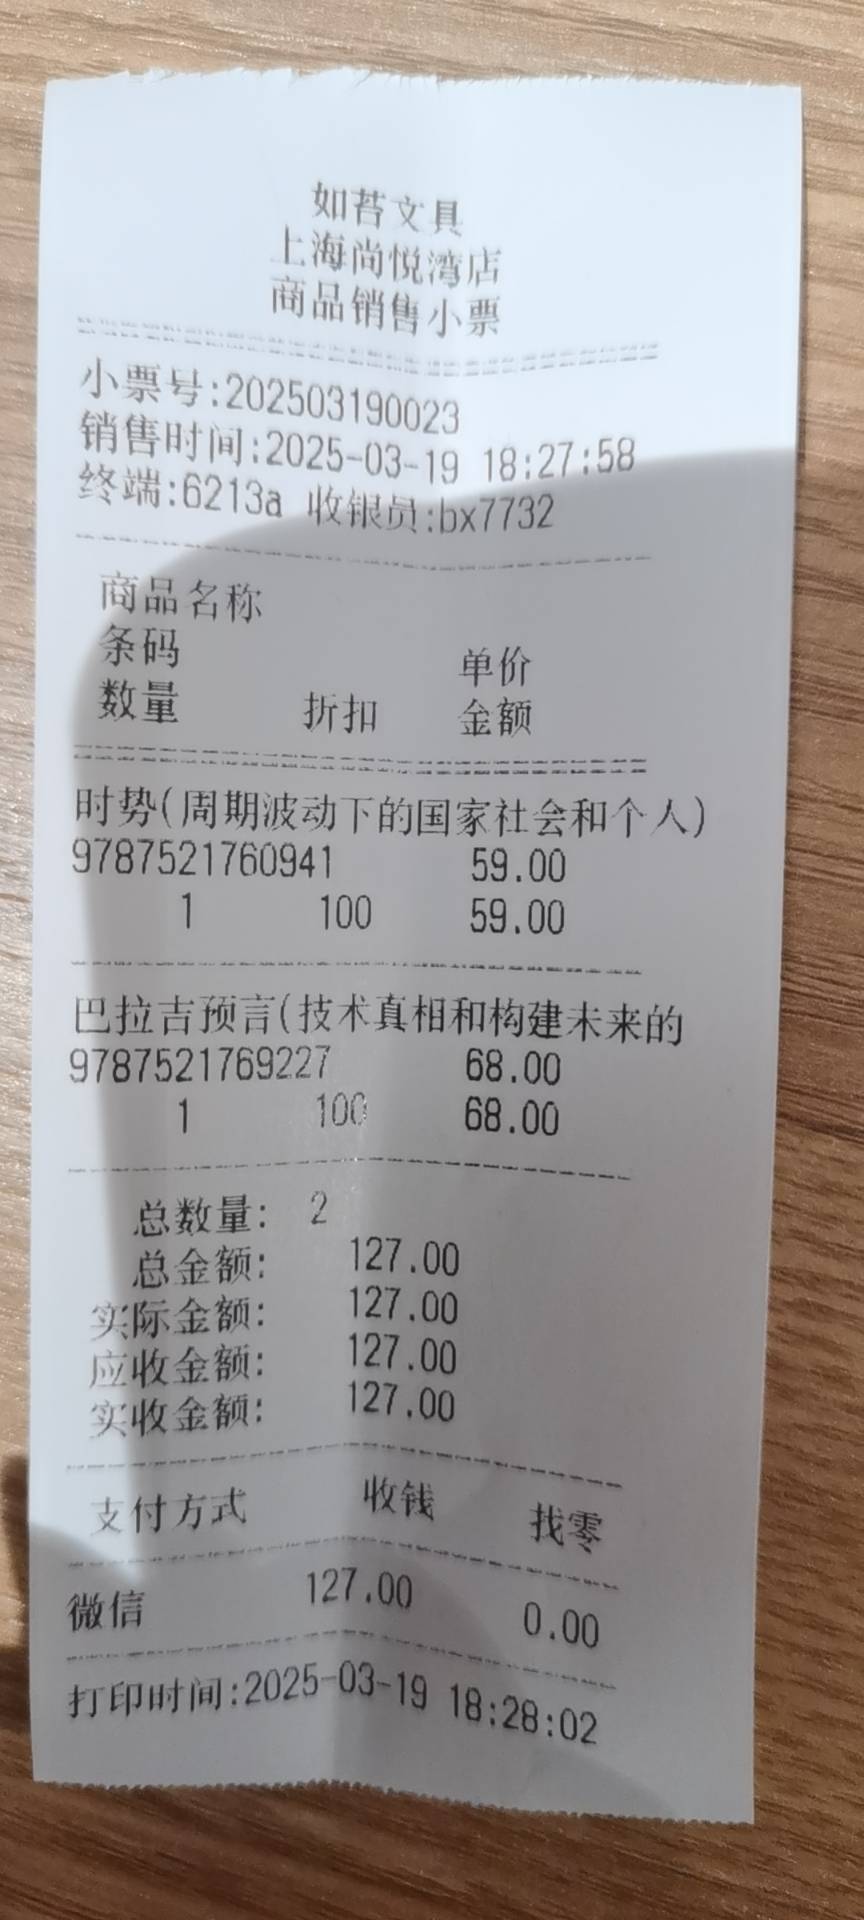 如苔文具
上海尚悦湾店
商品销售小票
小票号:202503190023
销售时间:2025-03-19 18:27:58
终端:6213a 收银员:bx7732
商品名称
条码 单价
数量 折扣 金额
时势(周期波动下的国家社会和个人)
9787521760941 59.00
1 100 59.00
巴拉吉预言(技术真相和构建未来的
9787521769227 68.00
1 100 68.00
总数量: 2
总金额: 127.00
实际金额: 127.00
应收金额: 127.00
实收金额: 127.00
支付方式 收钱 找零
微信 127.00 0.00
打印时间:2025-03-19 18:28:02